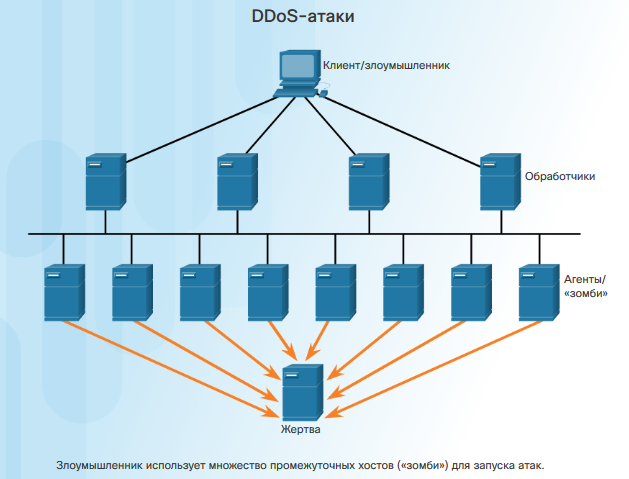 DDoS-атаки
Клиент/злоумышленник
Обработчики
Агенты/
«зомби»
Жертва
Злоумышленник использует множество промежуточных хостов («зомби») для запуска атак.